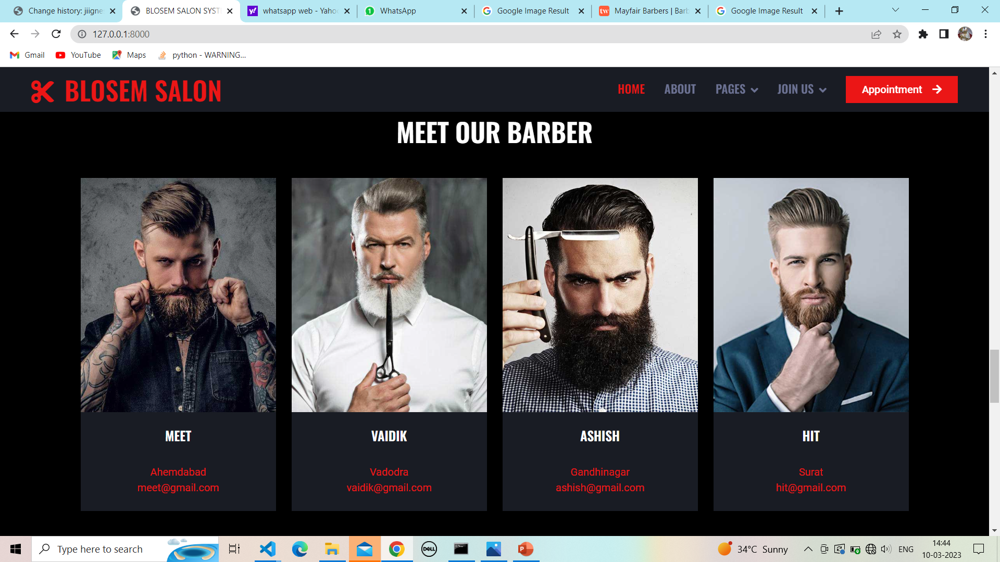 Change history: jiigne
BLOSEM SALON SYST
whatsapp web - Yaho
WhatsApp
Google Image Result
Mayfair Barbers | Barb
Google Image Result
127.0.0.1:8000
Gmail
YouTube
Maps
python - WARNING...
BLOSEM SALON
HOME
ABOUT
PAGES
JOIN US
Appointment
MEET OUR BARBER
MEET
Ahemdabad
meet@gmail.com
VAIDIK
Vadodra
vaidik@gmail.com
ASHISH
Gandhinagar
ashish@gmail.com
HIT
Surat
hit@gmail.com
Type here to search
DELL
34°C Sunny
ENG
14:44
10-03-2023